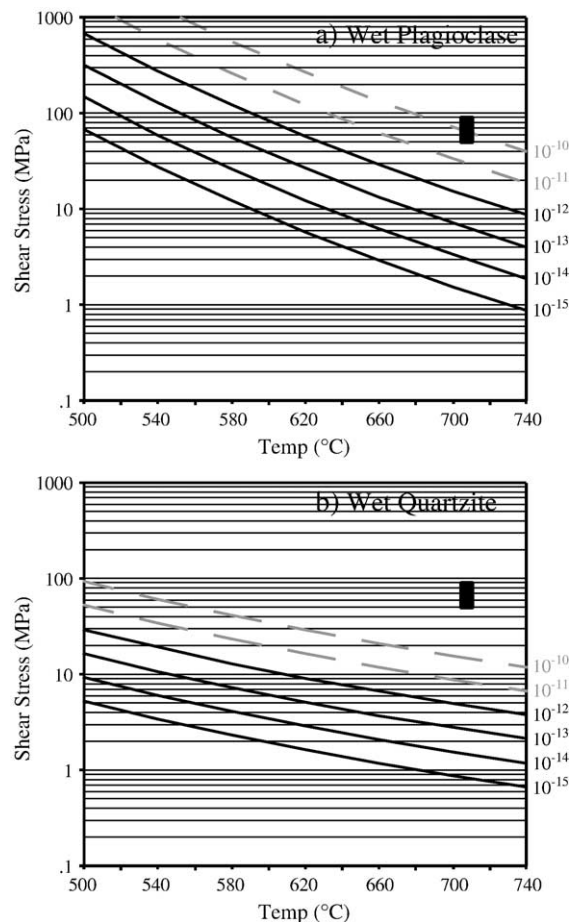 a) Wet Plagioclase
1000
100
10
1
.1
Shear Stress (MPa)
10-10
10-11
10-12
10-13
10-14
10-15
500 540 580 620 660 700 740
Temp (°C)
b) Wet Quartzite
1000
100
10
1
.1
Shear Stress (MPa)
10-10
10-11
10-12
10-13
10-14
10-15
500 540 580 620 660 700 740
Temp (°C)